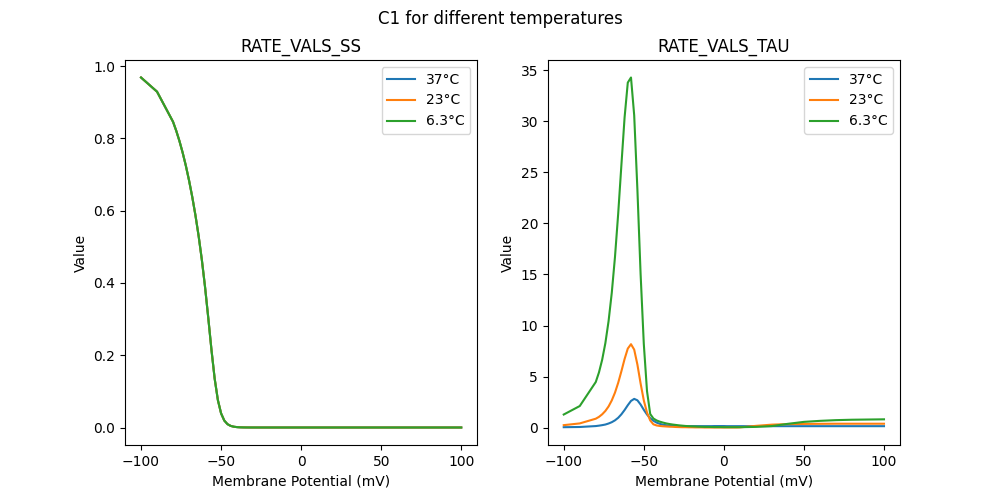 C1 for different temperatures
RATE_VALS_SS
1.0
0.8
0.6
0.4
0.2
0.0
Value
37°C
23°C
6.3°C
−100
−50
0
50
100
Membrane Potential (mV)
RATE_VALS_TAU
35
30
25
20
15
10
5
0
Value
37°C
23°C
6.3°C
−100
−50
0
50
100
Membrane Potential (mV)